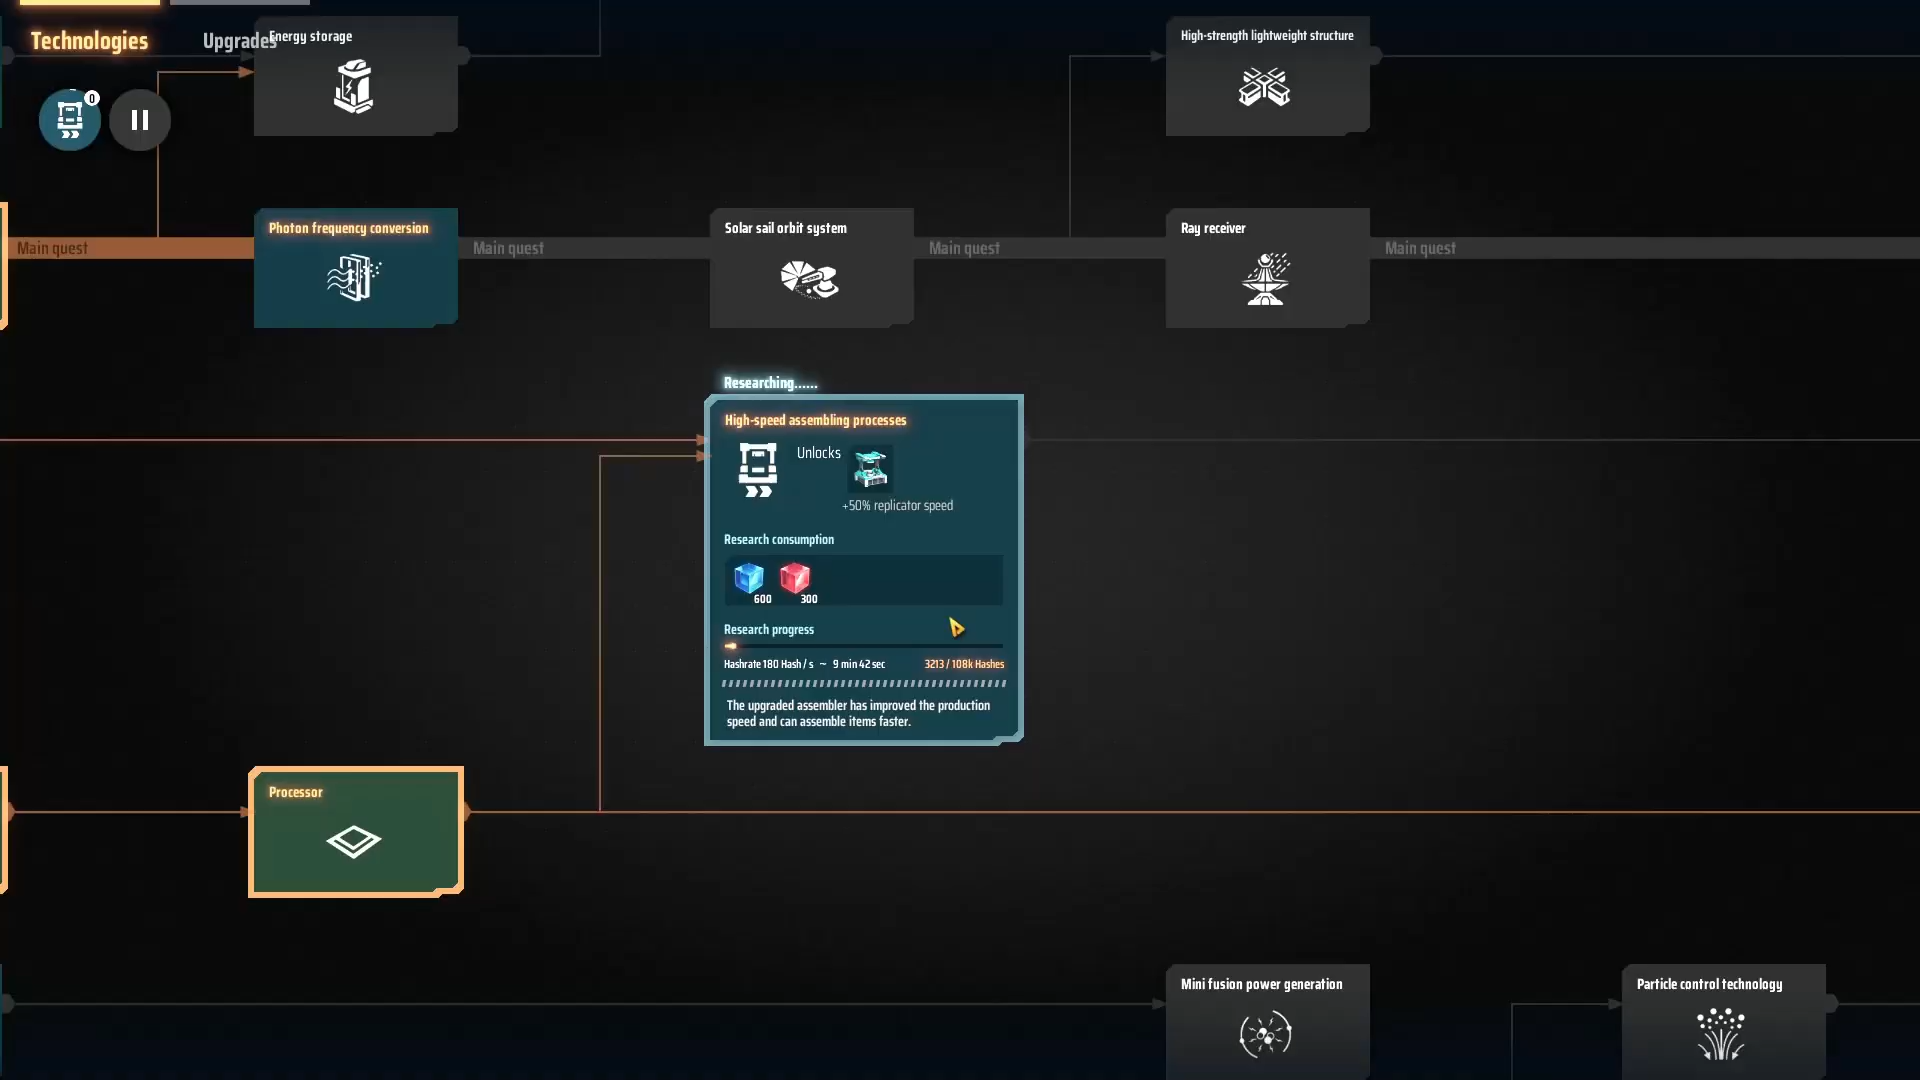 Technologies
Upgrades
0
Energy storage
High-strength lightweight structure
Main quest
Photon frequency conversion
Main quest
Solar sail orbit system
Main quest
Ray receiver
Main quest
Researching......
High-speed assembling processes
Unlocks
+50% replicator speed
Research consumption
600
300
Research progress
Hashrate 180 Hash / s ~ 9 min 42 sec
3213 / 108k Hashes
The upgraded assembler has improved the production
speed and can assemble items faster.
Processor
Mini fusion power generation
Particle control technology